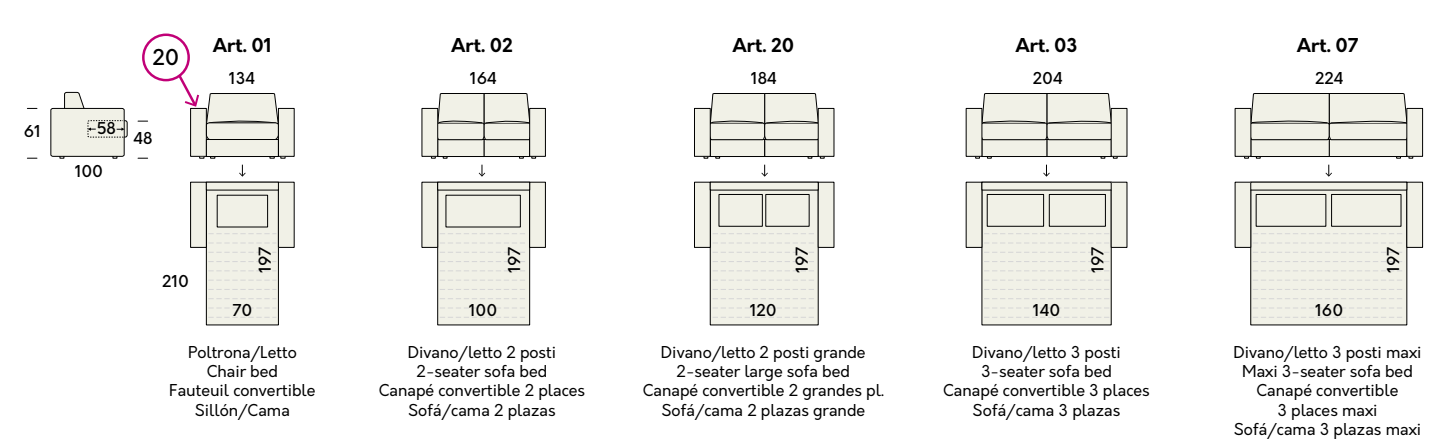 20
Art. 01
134
61
58
48
100
210
197
70
Poltrona/Letto
Chair bed
Fauteuil convertible
Sillón/Cama
Art. 02
164
197
100
Divano/letto 2 posti
2-seater sofa bed
Canapé convertible 2 places
Sofá/cama 2 plazas
Art. 20
184
197
120
Divano/letto 2 posti grande
2-seater large sofa bed
Canapé convertible 2 grandes pl.
Sofá/cama 2 plazas grande
Art. 03
204
197
140
Divano/letto 3 posti
3-seater sofa bed
Canapé convertible 3 places
Sofá/cama 3 plazas
Art. 07
224
197
160
Divano/letto 3 posti maxi
Maxi 3-seater sofa bed
Canapé convertible
3 places maxi
Sofá/cama 3 plazas maxi